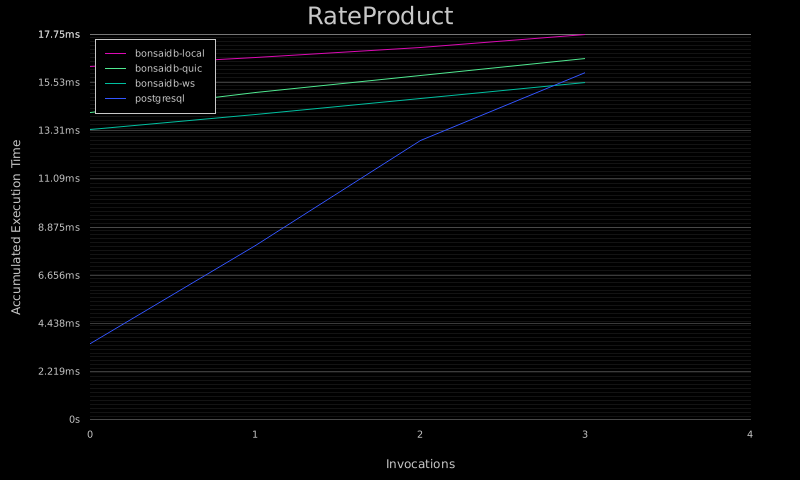 RateProduct
17.75ms
bonsaidb-local
bonsaidb-quic
bonsaidb-ws
postgresql
15.53ms
13.31ms
11.09ms
8.875ms
6.656ms
4.438ms
2.219ms
0s
Accumulated Execution Time
0 1 2 3 4
Invocations